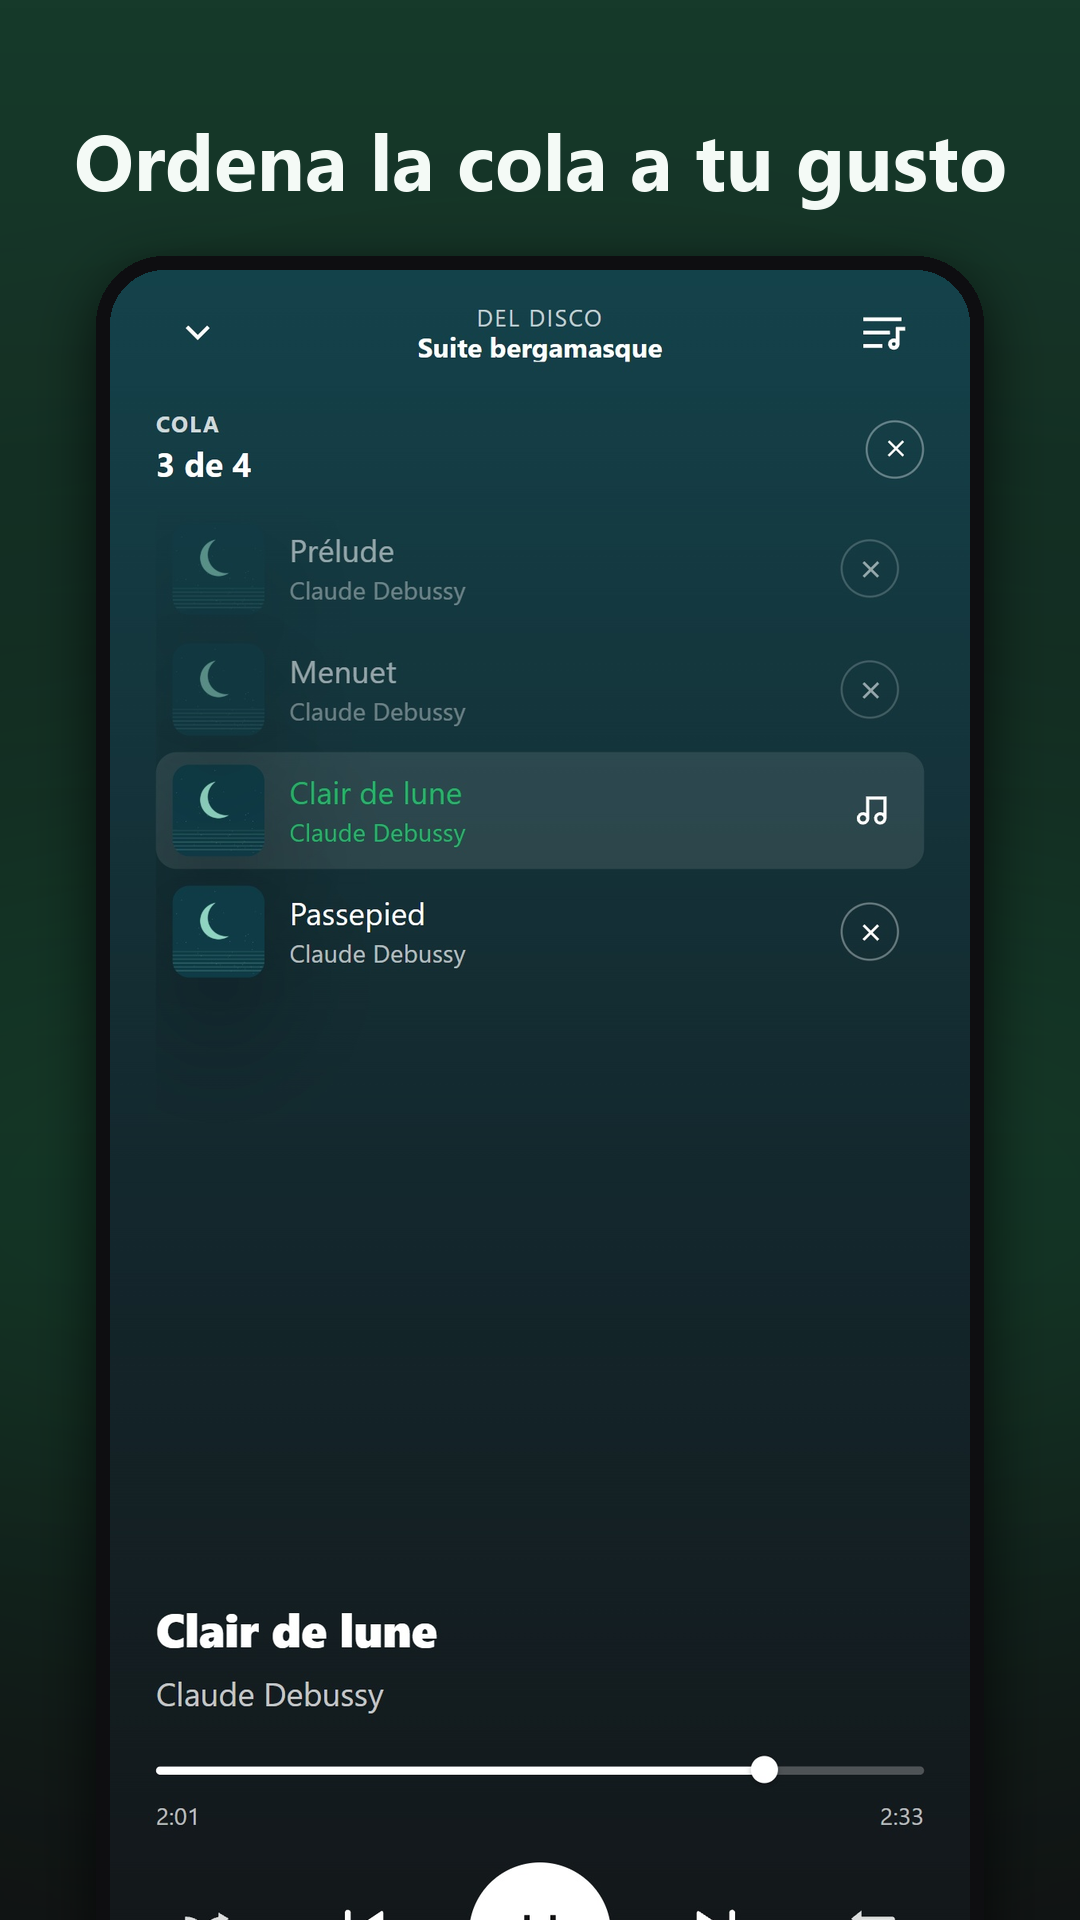 Ordena la cola a tu gusto
DEL DISCO
Suite bergamasque
COLA
3 de 4
Prélude
Claude Debussy
Menuet
Claude Debussy
Clair de lune
Claude Debussy
Passepied
Claude Debussy
Clair de lune
Claude Debussy
2:01
2:33